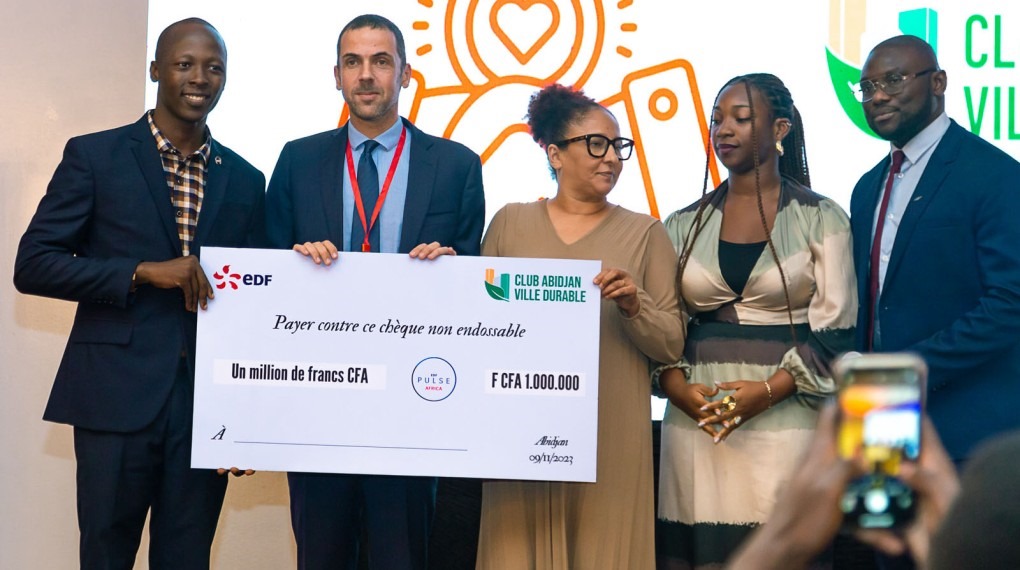 CL
VIL
edf
CLUB ABIDJAN
VILLE DURABLE
Payer contre ce chèque non endossable
Un million de francs CFA
EDF
PULSE
AFRICA
F CFA 1.000.000
À
Abidjan
09/11/2023